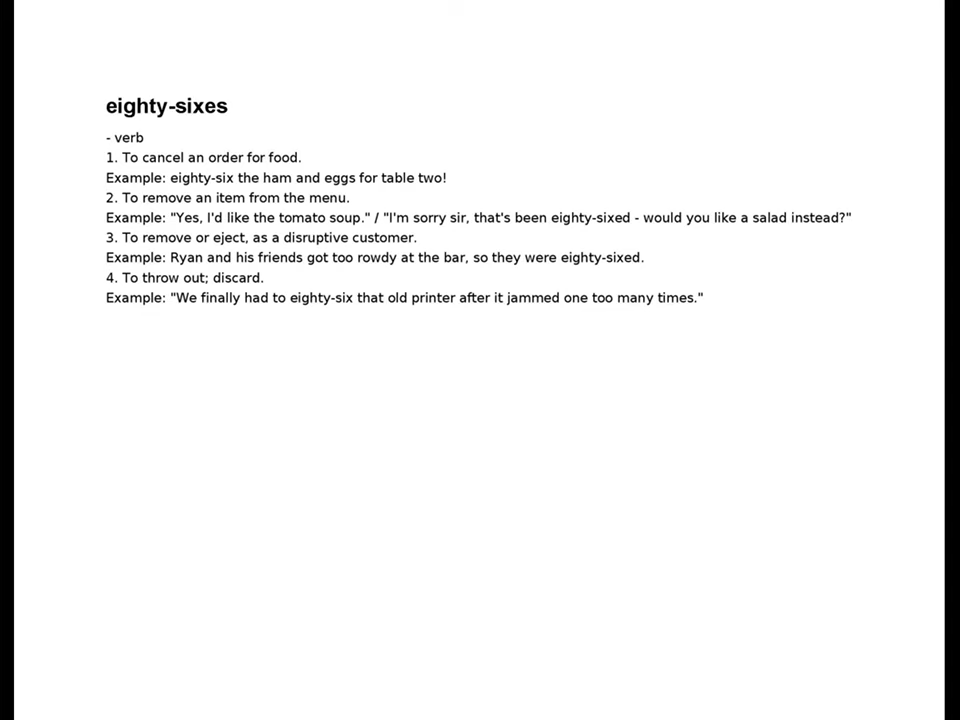 eighty-sixes
- verb
1. To cancel an order for food.
Example: eighty-six the ham and eggs for table two!
2. To remove an item from the menu.
Example: "Yes, I'd like the tomato soup." / "I'm sorry sir, that's been eighty-sixed - would you like a salad instead?"
3. To remove or eject, as a disruptive customer.
Example: Ryan and his friends got too rowdy at the bar, so they were eighty-sixed.
4. To throw out; discard.
Example: "We finally had to eighty-six that old printer after it jammed one too many times."